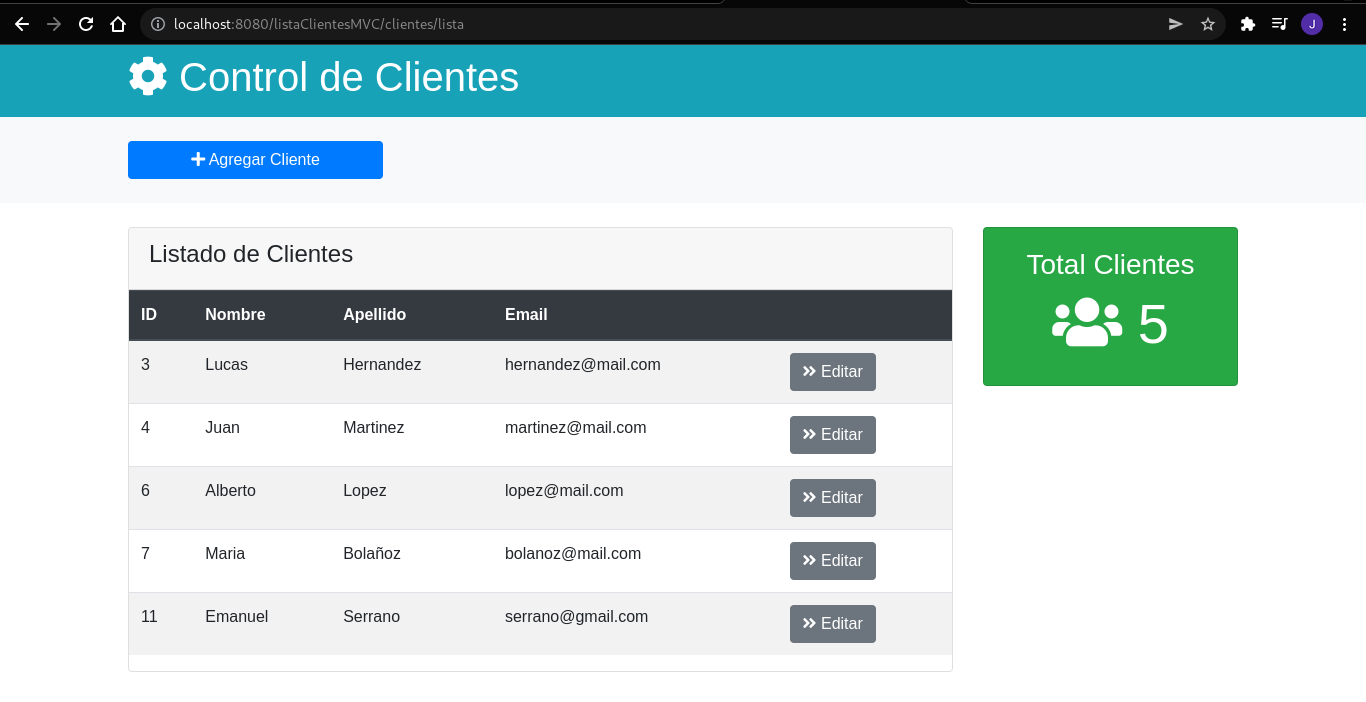 localhost:8080/listaClientesMVC/clientes/lista
J
Control de Clientes
Agregar Cliente
Listado de Clientes
ID Nombre Apellido Email
3 Lucas Hernandez hernandez@mail.com Editar
4 Juan Martinez martinez@mail.com Editar
6 Alberto Lopez lopez@mail.com Editar
7 Maria Bolañoz bolanoz@mail.com Editar
11 Emanuel Serrano serrano@gmail.com Editar
Total Clientes
5